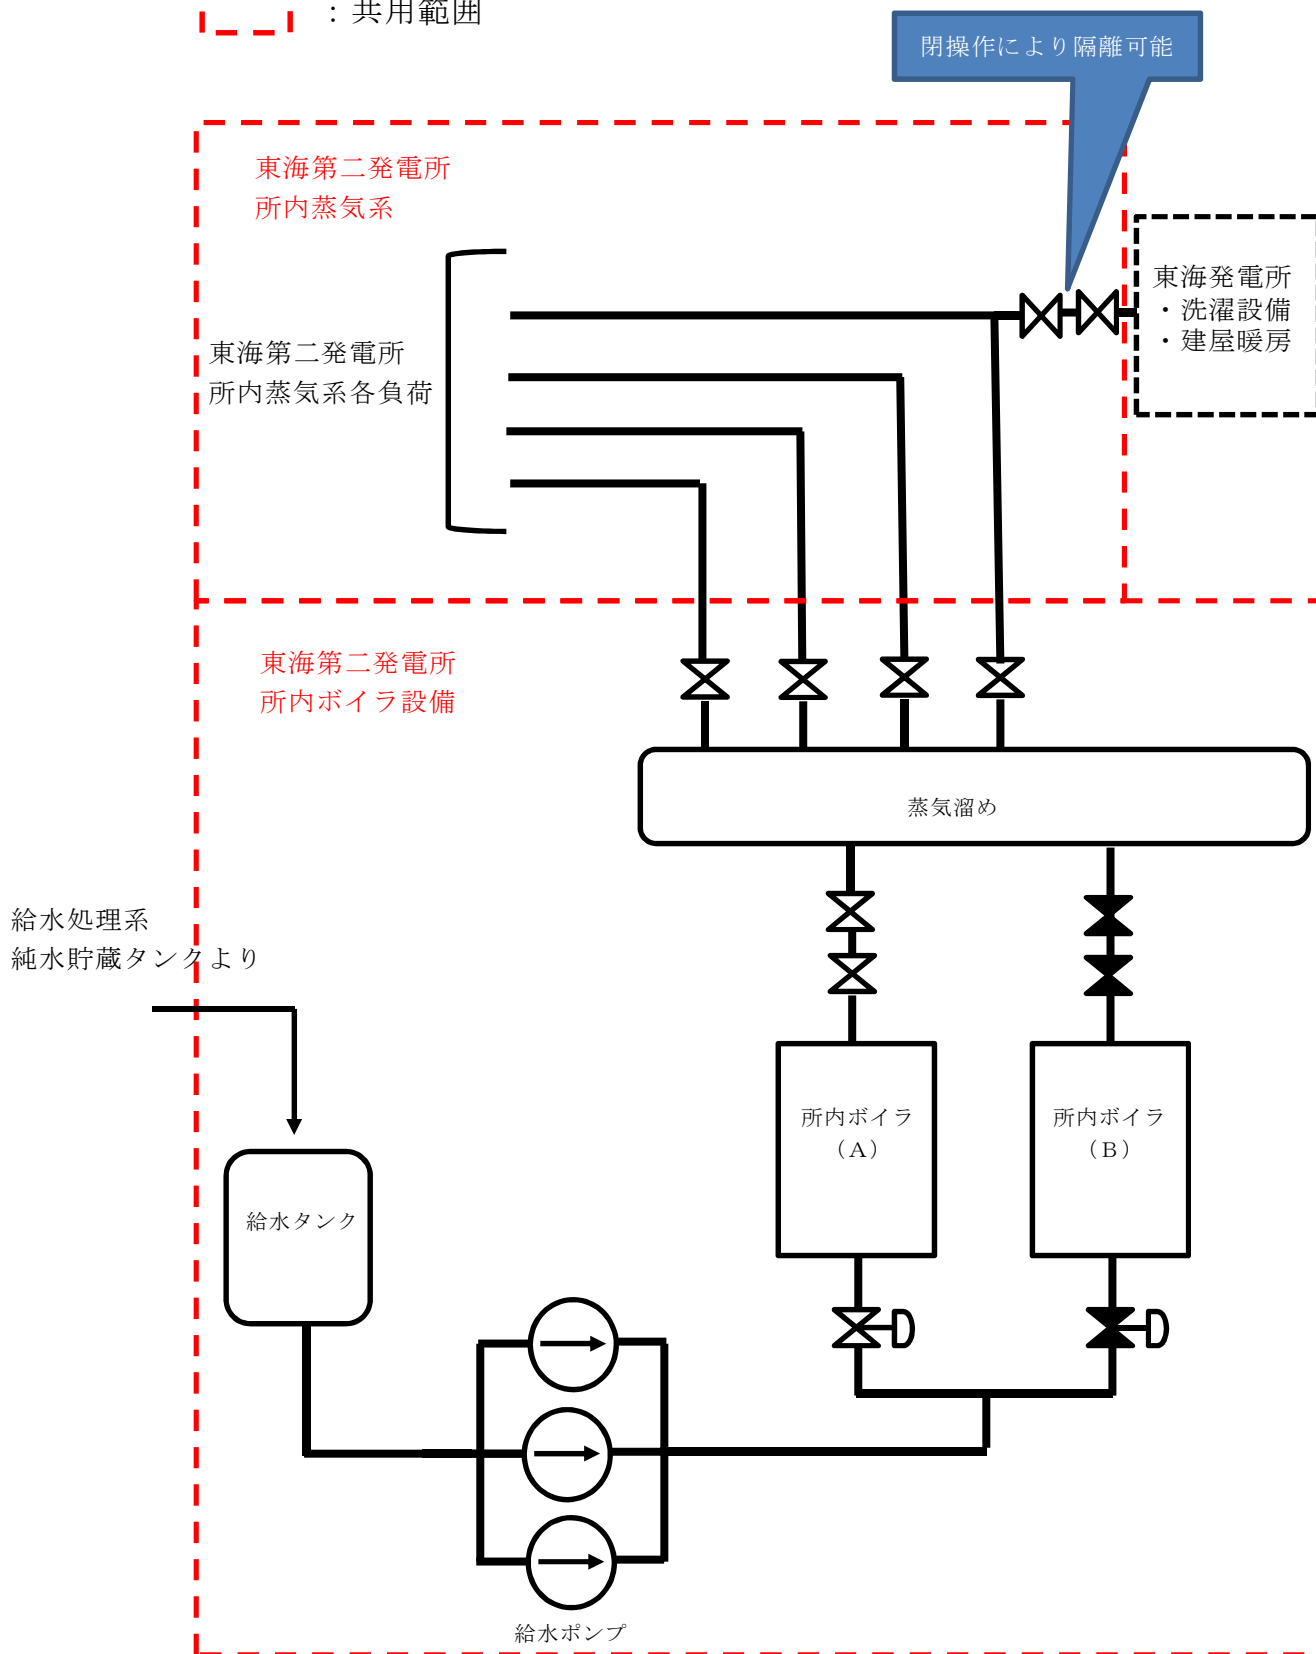 ：共用範囲
閉操作により隔離可能
東海第二発電所
所内蒸気系
東海発電所
・洗濯設備
・建屋暖房
東海第二発電所
所内蒸気系各負荷
東海第二発電所
所内ボイラ設備
蒸気溜め
給水処理系
純水貯蔵タンクより
所内ボイラ
（A）
所内ボイラ
（B）
給水タンク
給水ポンプ